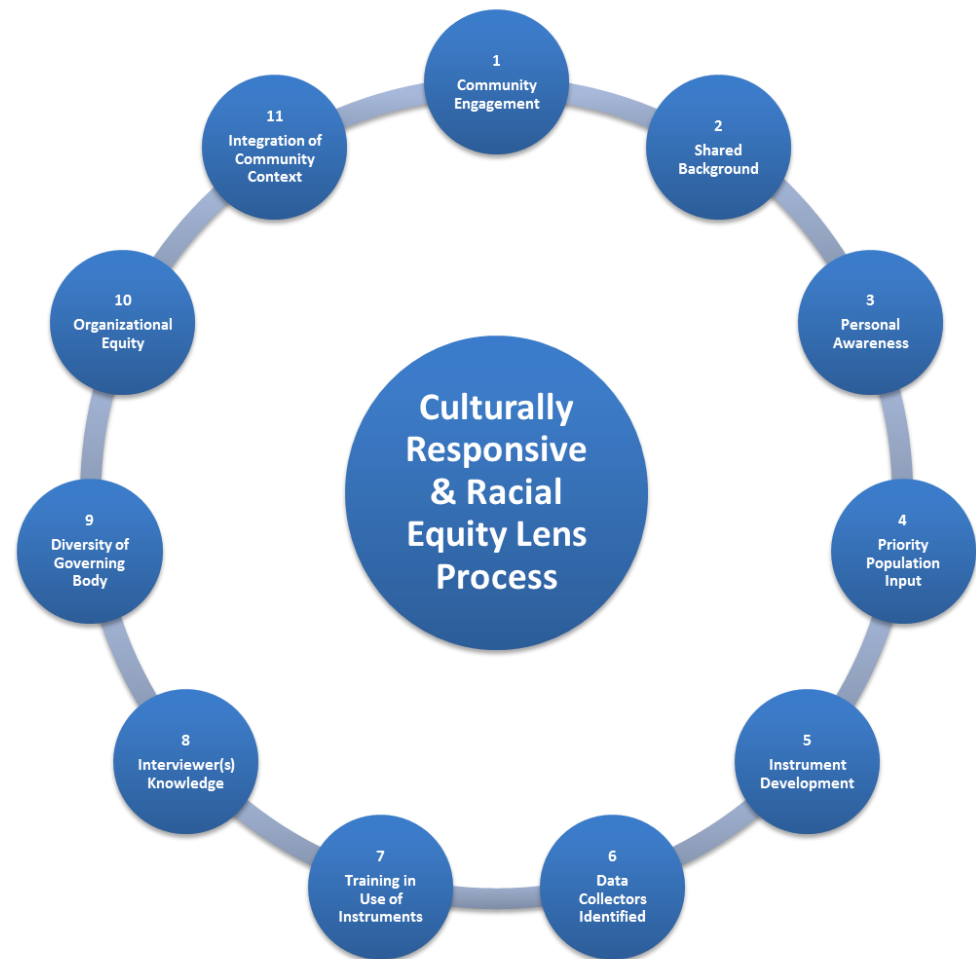 1
Community
Engagement
2
Shared
Background
3
Personal
Awareness
4
Priority
Population
Input
5
Instrument
Development
6
Data
Collectors
Identified
7
Training in
Use of
Instruments
8
Interviewer(s)
Knowledge
9
Diversity of
Governing
Body
10
Organizational
Equity
11
Integration of
Community
Context
Culturally
Responsive
& Racial
Equity Lens
Process